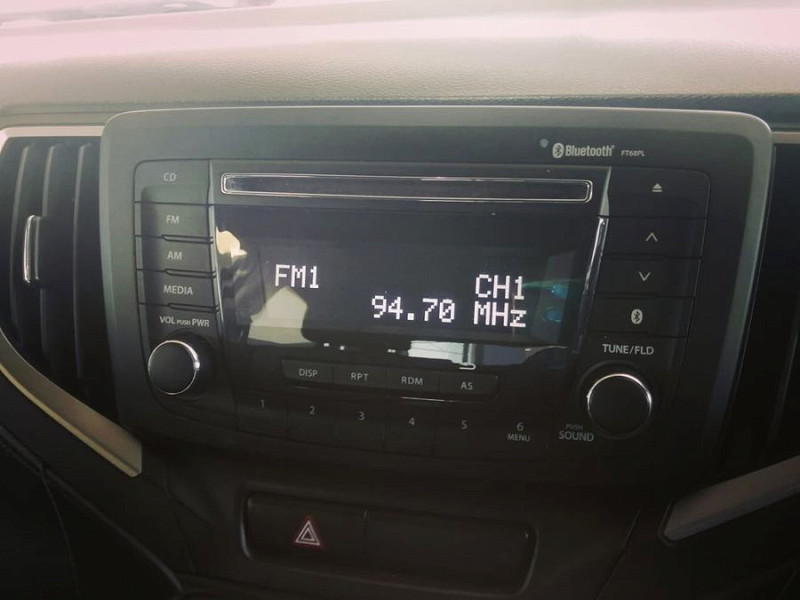 Bluetooth FT68PL
CD
FM
AM
MEDIA
VOL PUSH PWR
FM1 CH1
94.70 MHz
TUNE/FLD
DISP RPT RDM AS
1 2 3 4 5 6
MENU
PUSH
SOUND